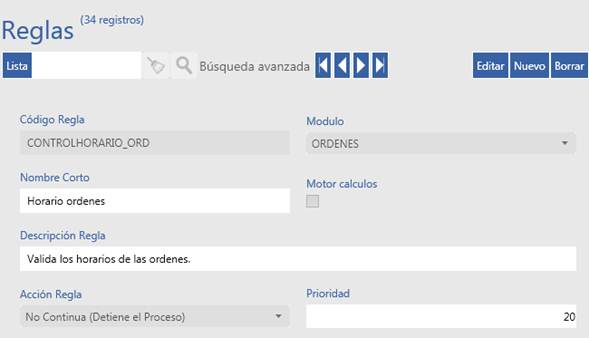 Reglas (34 registros)
Lista Búsqueda avanzada Editar Nuevo Borrar
Código Regla Modulo
CONTROLHORARIO_ORD ORDENES
Nombre Corto Motor calculos
Horario ordenes
Descripción Regla
Valida los horarios de las ordenes.
Acción Regla Prioridad
No Continua (Detiene el Proceso) 20